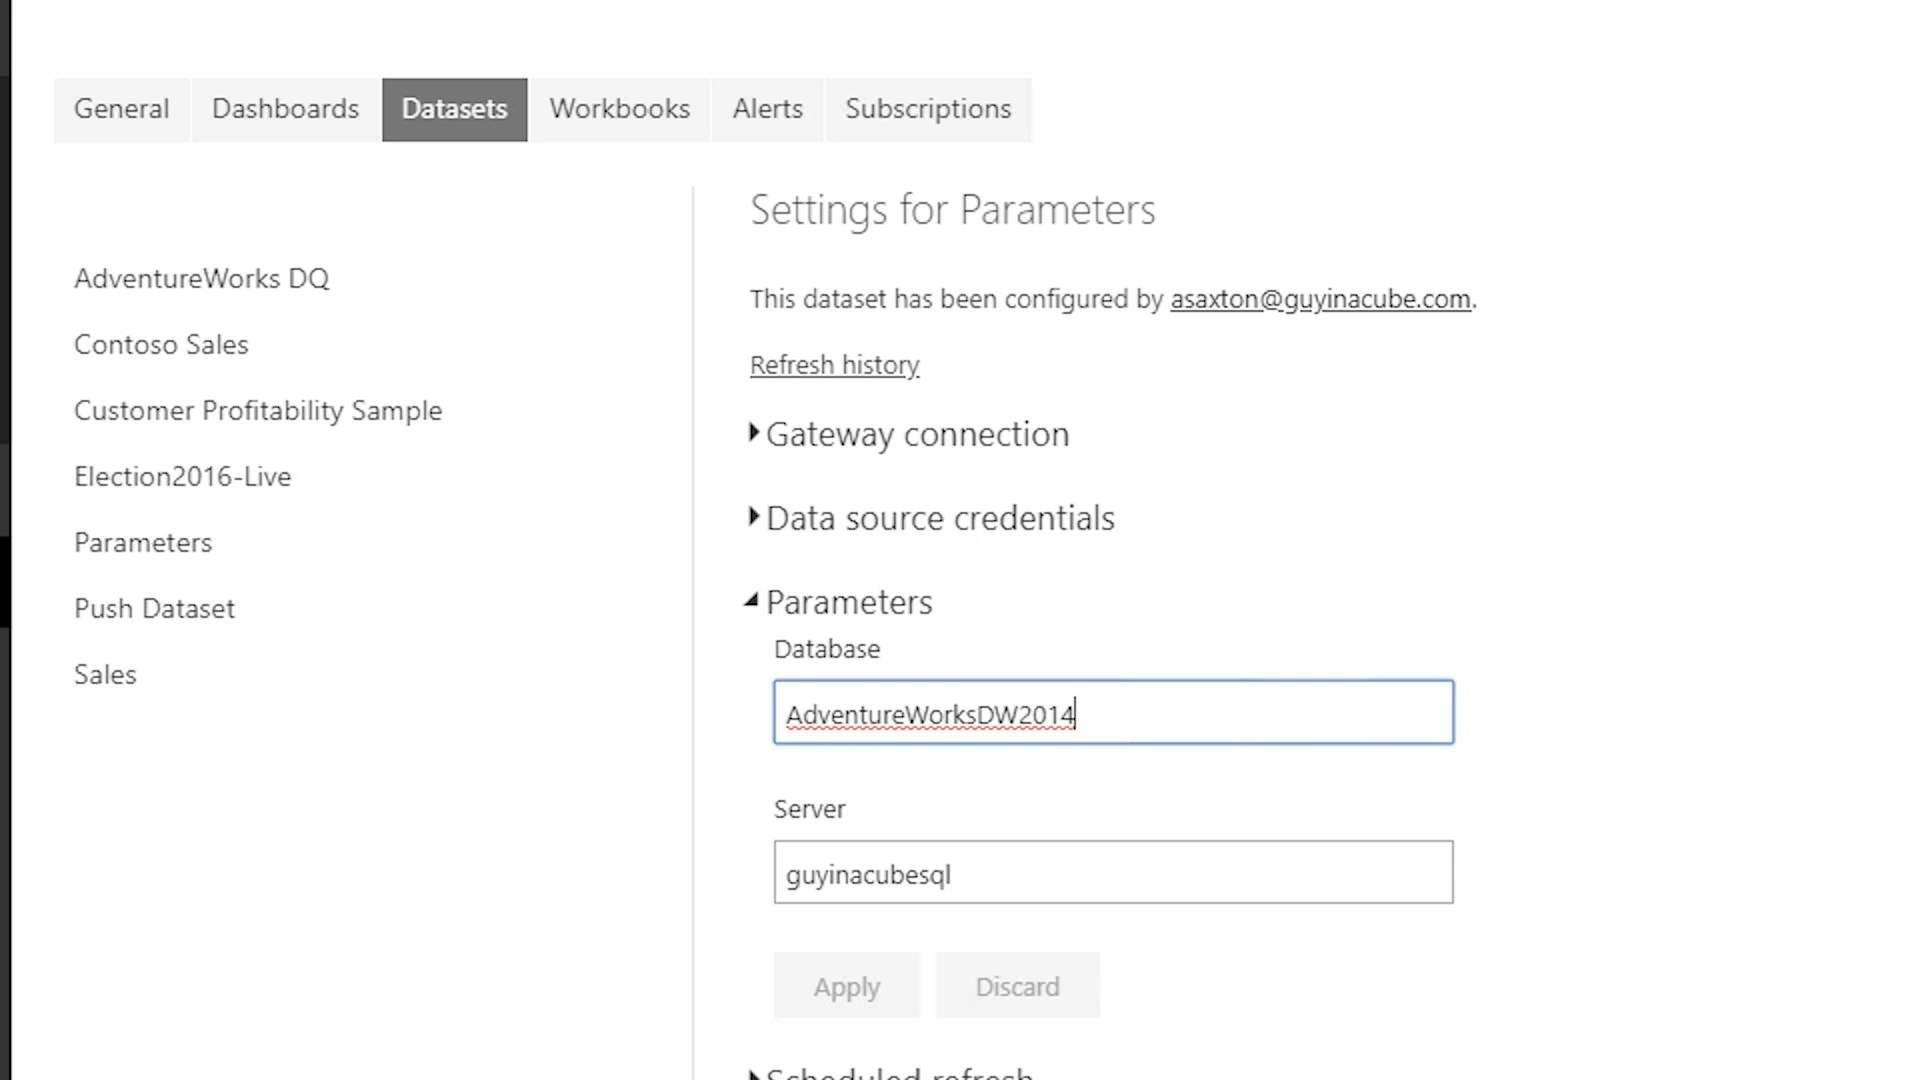 General Dashboards Datasets Workbooks Alerts Subscriptions
AdventureWorks DQ
Contoso Sales
Customer Profitability Sample
Election2016-Live
Parameters
Push Dataset
Sales
Settings for Parameters
This dataset has been configured by asaxton@guyinacube.com.
Refresh history
Gateway connection
Data source credentials
Parameters
Database
AdventureWorksDW2014
Server
guyinacubesql
Apply Discard
Scheduled refresh